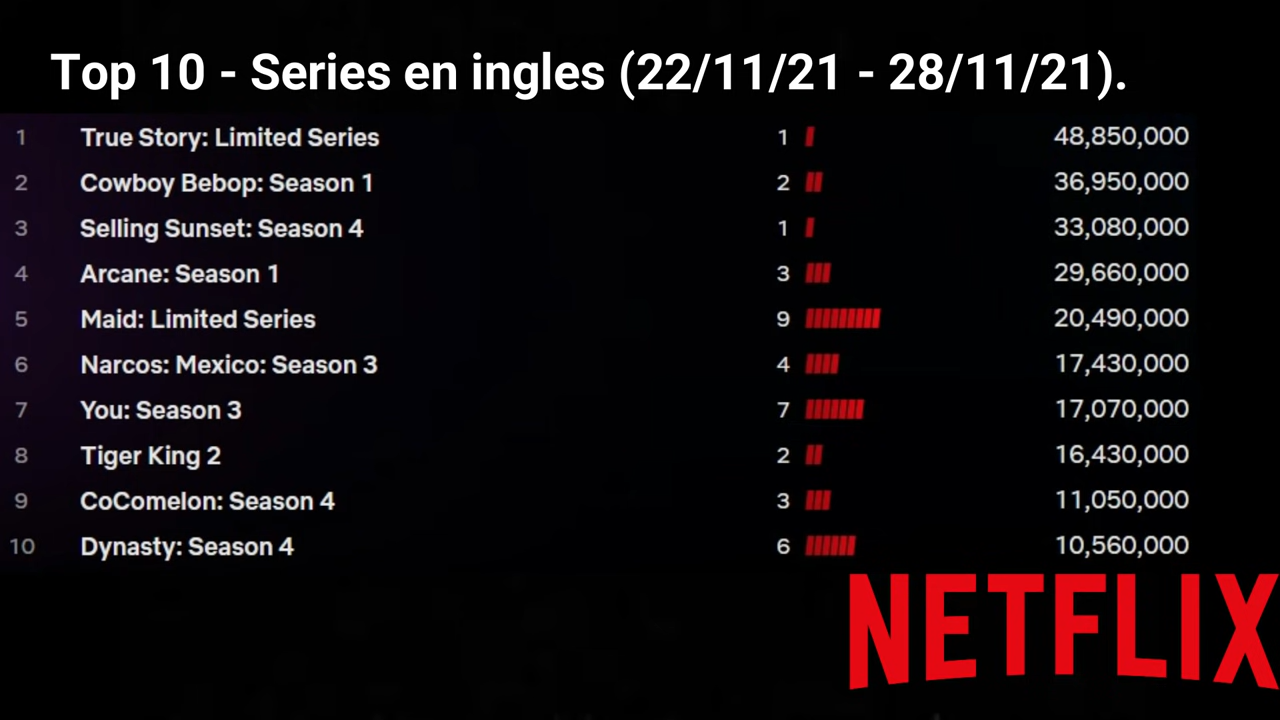 Top 10 - Series en ingles (22/11/21 - 28/11/21).
1 True Story: Limited Series 1 48,850,000
2 Cowboy Bebop: Season 1 2 36,950,000
3 Selling Sunset: Season 4 1 33,080,000
4 Arcane: Season 1 3 29,660,000
5 Maid: Limited Series 9 20,490,000
6 Narcos: Mexico: Season 3 4 17,430,000
7 You: Season 3 7 17,070,000
8 Tiger King 2 2 16,430,000
9 CoComelon: Season 4 3 11,050,000
10 Dynasty: Season 4 6 10,560,000
NETFLIX